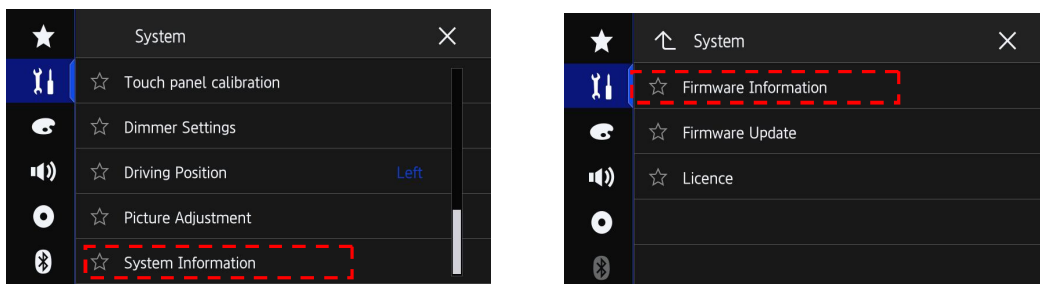 System
Touch panel calibration
Dimmer Settings
Driving Position Left
Picture Adjustment
System Information
System
Firmware Information
Firmware Update
Licence